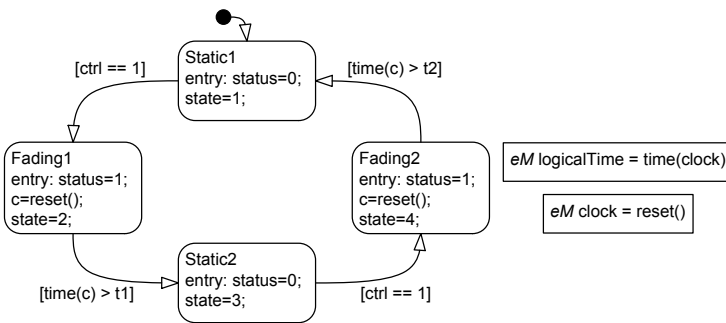 Static1
entry: status=0;
state=1;
[ctrl == 1]
[time(c) > t2]
Fading1
entry: status=1;
c=reset();
state=2;
Fading2
entry: status=1;
c=reset();
state=4;
eM logicalTime = time(clock)
eM clock = reset()
Static2
entry: status=0;
state=3;
[time(c) > t1]
[ctrl == 1]